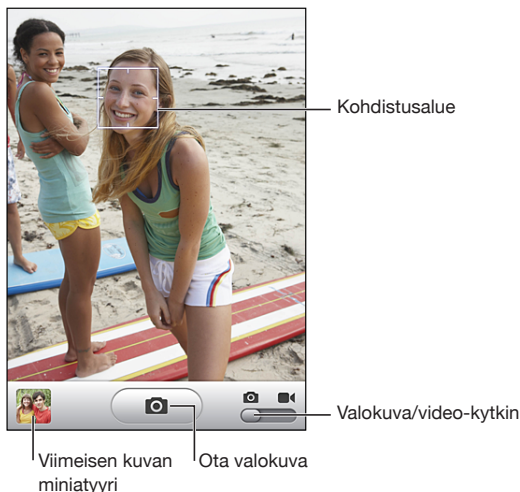 Kohdistusalue
Valokuva/video-kytkin
Viimeisen kuvan
miniatyyri
Ota valokuva